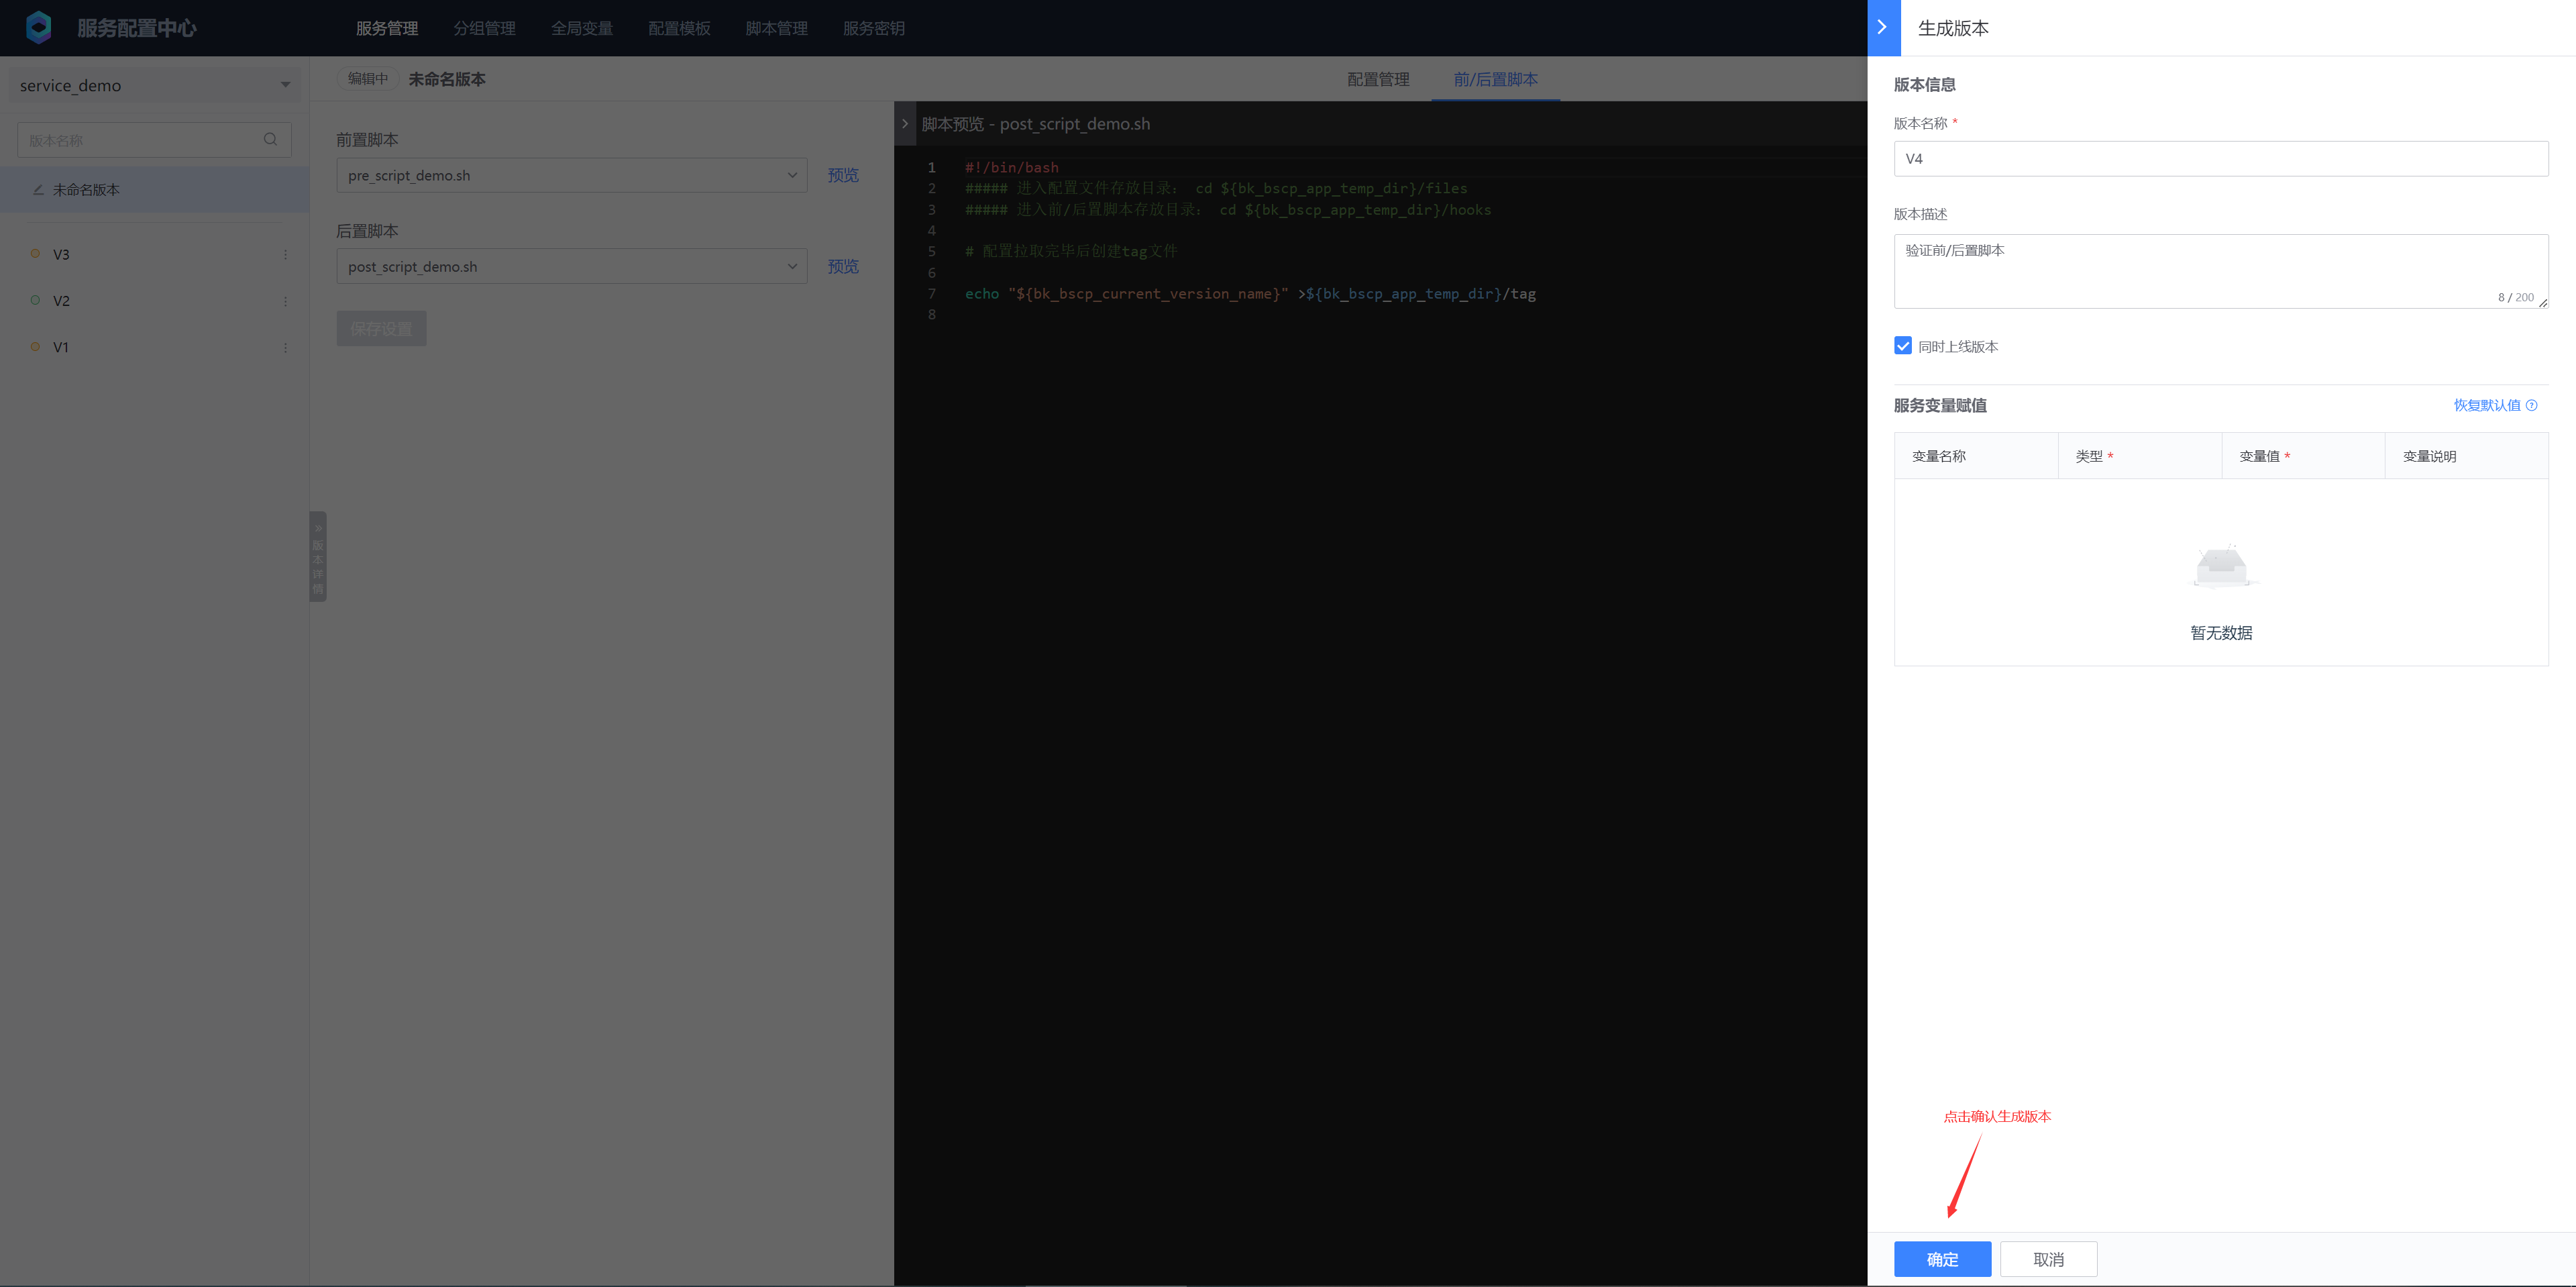 服务配置中心
服务管理 分组管理 全局变量 配置模板 脚本管理 服务密钥
service_demo
版本名称
未命名版本
V3
V2
V1
版本详情
编辑中 未命名版本
配置管理 前/后置脚本
前置脚本
pre_script_demo.sh 预览
后置脚本
post_script_demo.sh 预览
保存设置
脚本预览 - post_script_demo.sh
1 #!/bin/bash
2 ##### 进入配置文件存放目录： cd ${bk_bscp_app_temp_dir}/files
3 ##### 进入前/后置脚本存放目录： cd ${bk_bscp_app_temp_dir}/hooks
4
5 # 配置拉取完毕后创建tag文件
6
7 echo "${bk_bscp_current_version_name}" >${bk_bscp_app_temp_dir}/tag
8
生成版本
版本信息
版本名称 *
V4
版本描述
验证前/后置脚本
8 / 200
同时上线版本
服务变量赋值 恢复默认值
变量名称 类型 * 变量值 * 变量说明
暂无数据
点击确认生成版本
确定 取消